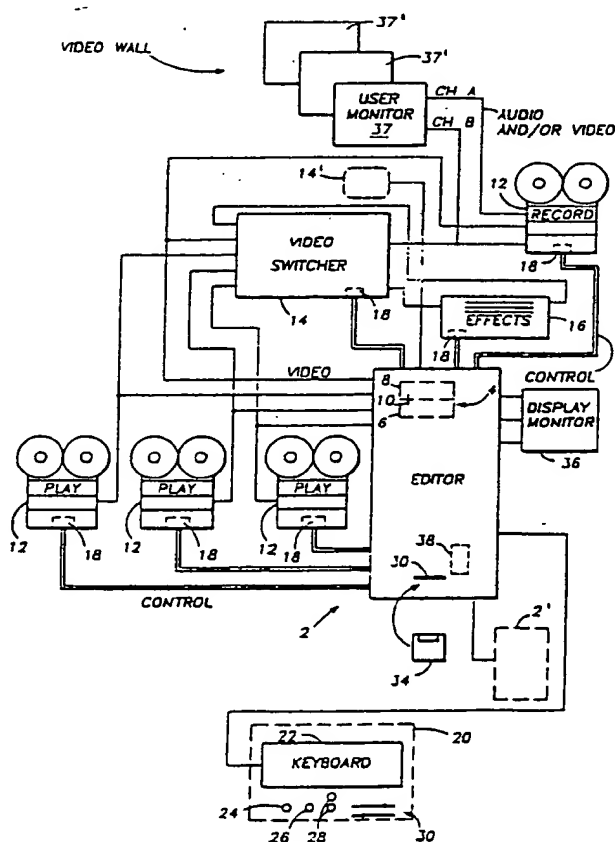 37'
VIDEO WALL
37'
USER
MONITOR
37
CH A
CH B
AUDIO
AND/OR VIDEO
14'
12
RECORD
VIDEO
SWITCHER
18
18
14
EFFECTS
16
18
VIDEO
CONTROL
8
10
4
6
DISPLAY
MONITOR
36
EDITOR
PLAY
PLAY
PLAY
12
18
12
18
12
18
38
30
CONTROL
2
2'
34
20
22
KEYBOARD
24
26
28
30